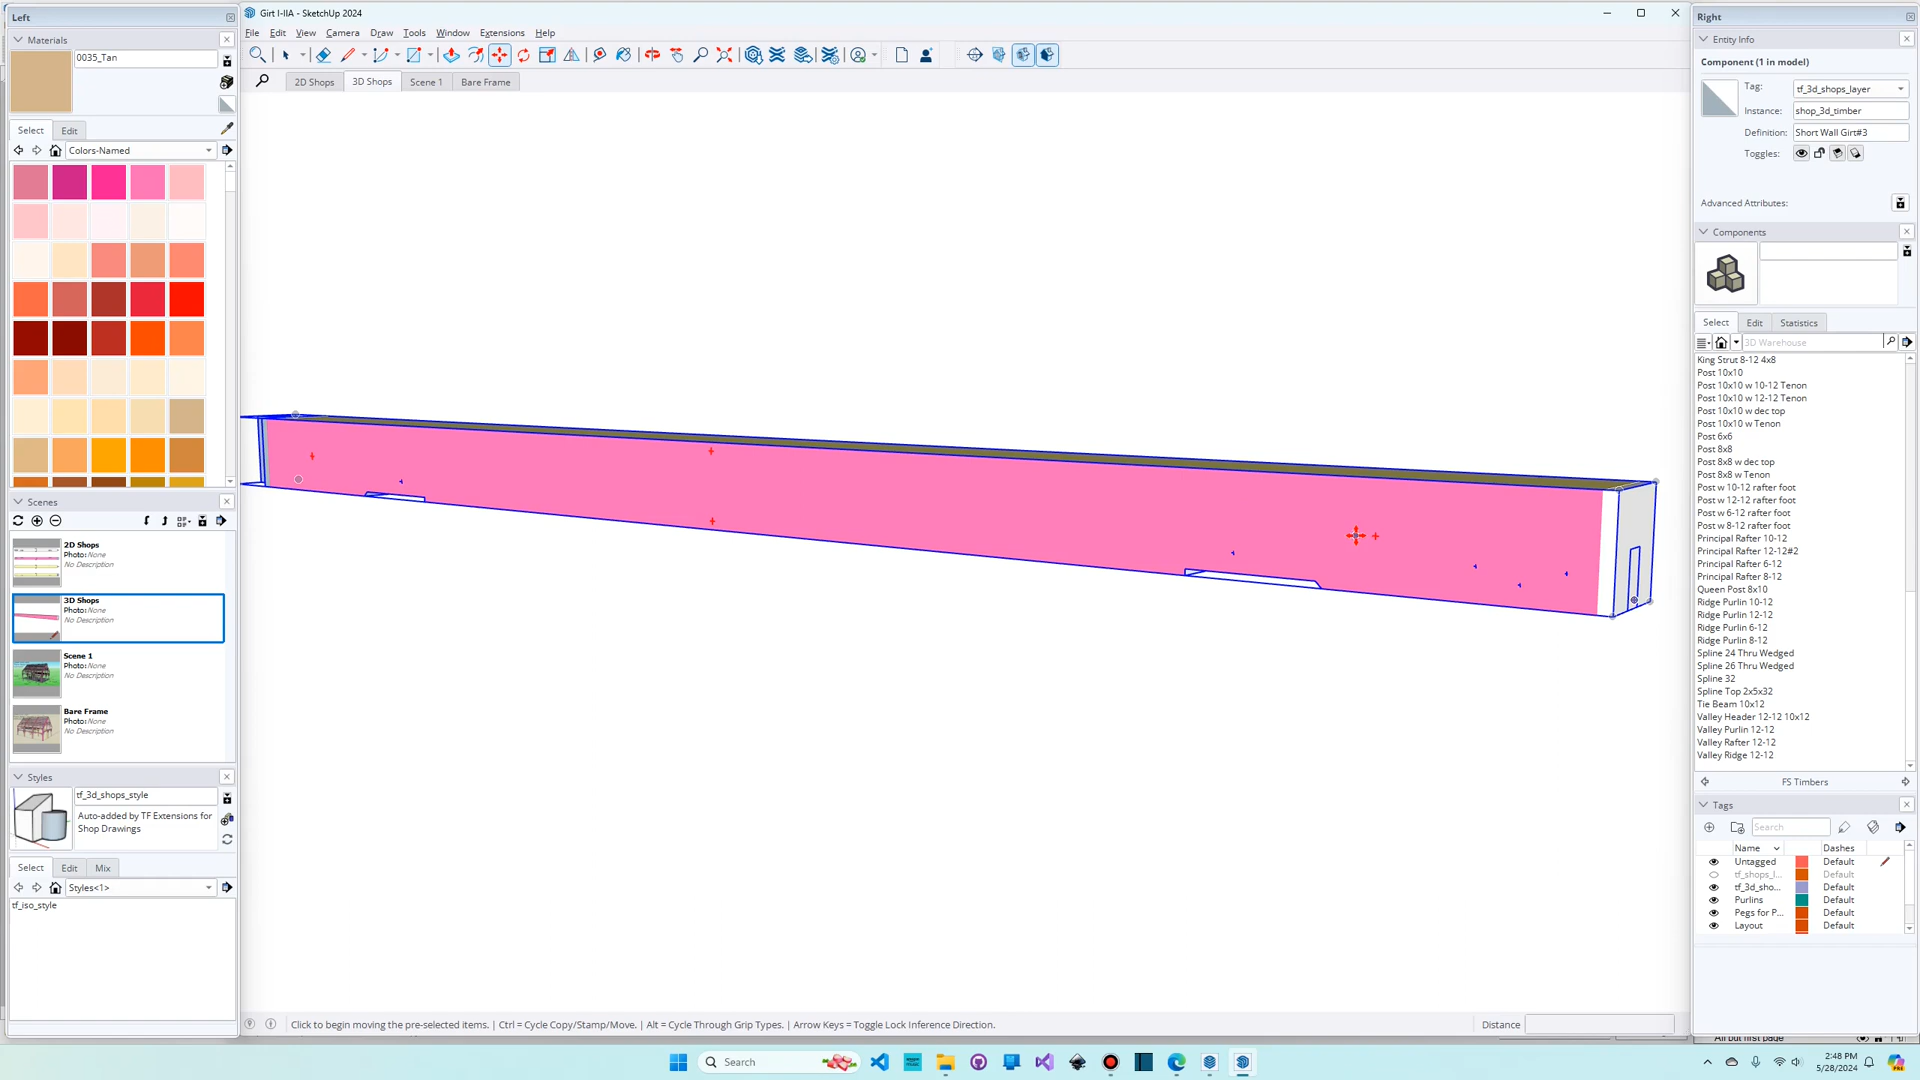 Left
Materials
0035_Tan
Select
Edit
Colors-Named
Scenes
2D Shops
Photo: None
No Description
3D Shops
Photo: None
No Description
Scene 1
Photo: None
No Description
Bare Frame
Photo: None
No Description
Styles
tf_3d_shops_style
Auto-added by TF Extensions for
Shop Drawings
Select
Edit
Mix
Styles<1>
tf_iso_style
Girt I-IIA - SketchUp 2024
File Edit View Camera Draw Tools Window Extensions Help
2D Shops
3D Shops
Scene 1
Bare Frame
Click to begin moving the pre-selected items. | Ctrl = Cycle Copy/Stamp/Move. | Alt = Cycle Through Grip Types. | Arrow Keys = Toggle Lock Inference Direction.
Distance
Right
Entity Info
Component (1 in model)
Tag: tf_3d_shops_layer
Instance: shop_3d_timber
Definition: Short Wall Girt#3
Toggles:
Advanced Attributes:
Components
Select
Edit
Statistics
3D Warehouse
King Strut 8-12 4x8
Post 10x10
Post 10x10 w 10-12 Tenon
Post 10x10 w 12-12 Tenon
Post 10x10 w dec top
Post 10x10 w Tenon
Post 6x6
Post 8x8
Post 8x8 w dec top
Post 8x8 w Tenon
Post w 10-12 rafter foot
Post w 12-12 rafter foot
Post w 6-12 rafter foot
Post w 8-12 rafter foot
Principal Rafter 10-12
Principal Rafter 12-12#2
Principal Rafter 6-12
Principal Rafter 8-12
Queen Post 8x10
Ridge Purlin 10-12
Ridge Purlin 12-12
Ridge Purlin 6-12
Ridge Purlin 8-12
Spline 24 Thru Wedged
Spline 26 Thru Wedged
Spline 32
Spline Top 2x5x32
Tie Beam 10x12
Valley Header 12-12 10x12
Valley Purlin 12-12
Valley Rafter 12-12
Valley Ridge 12-12
FS Timbers
Tags
Search
Name Dashes
Untagged Default
tf_shops_l... Default
tf_3d_sho... Default
Purlins Default
Pegs for P... Default
Layout Default
All but first page
Search
2:48 PM
5/28/2024